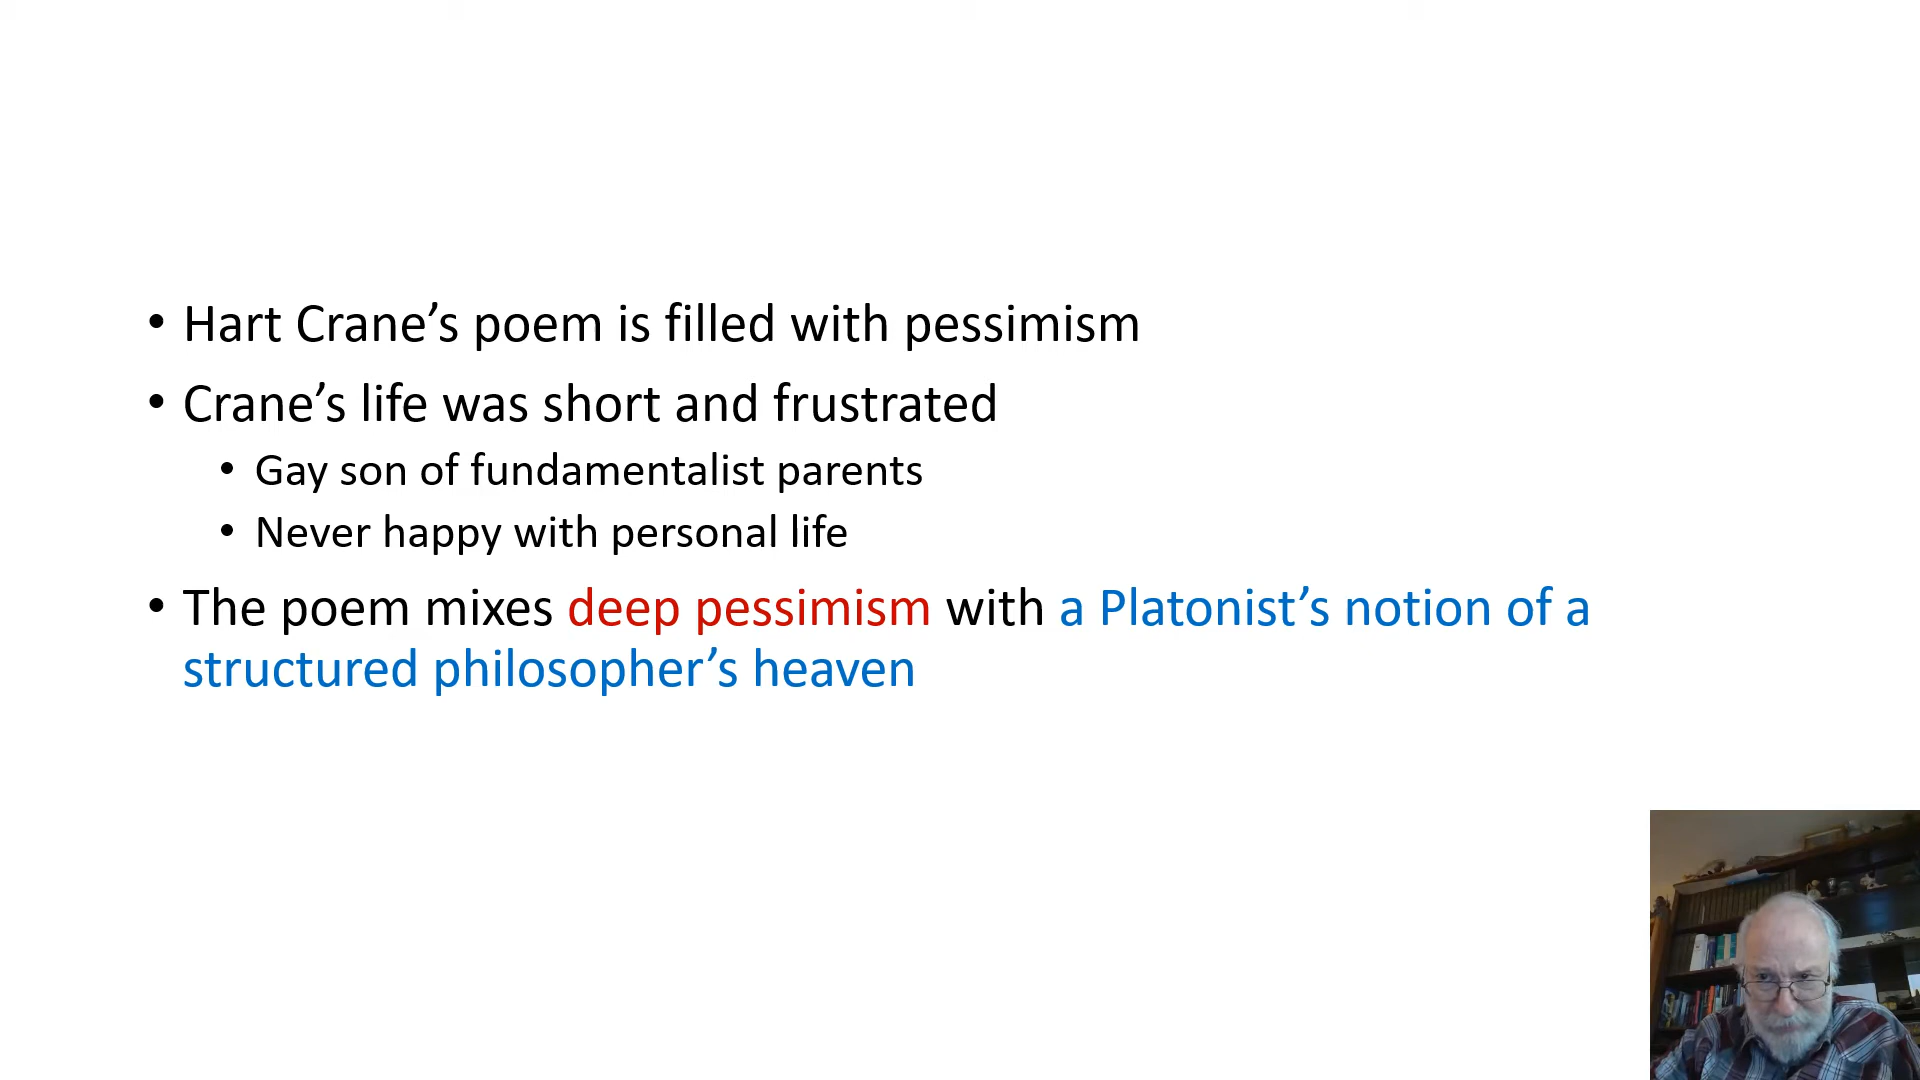 • Hart Crane’s poem is filled with pessimism
• Crane’s life was short and frustrated
• Gay son of fundamentalist parents
• Never happy with personal life
• The poem mixes deep pessimism with a Platonist’s notion of a
structured philosopher’s heaven